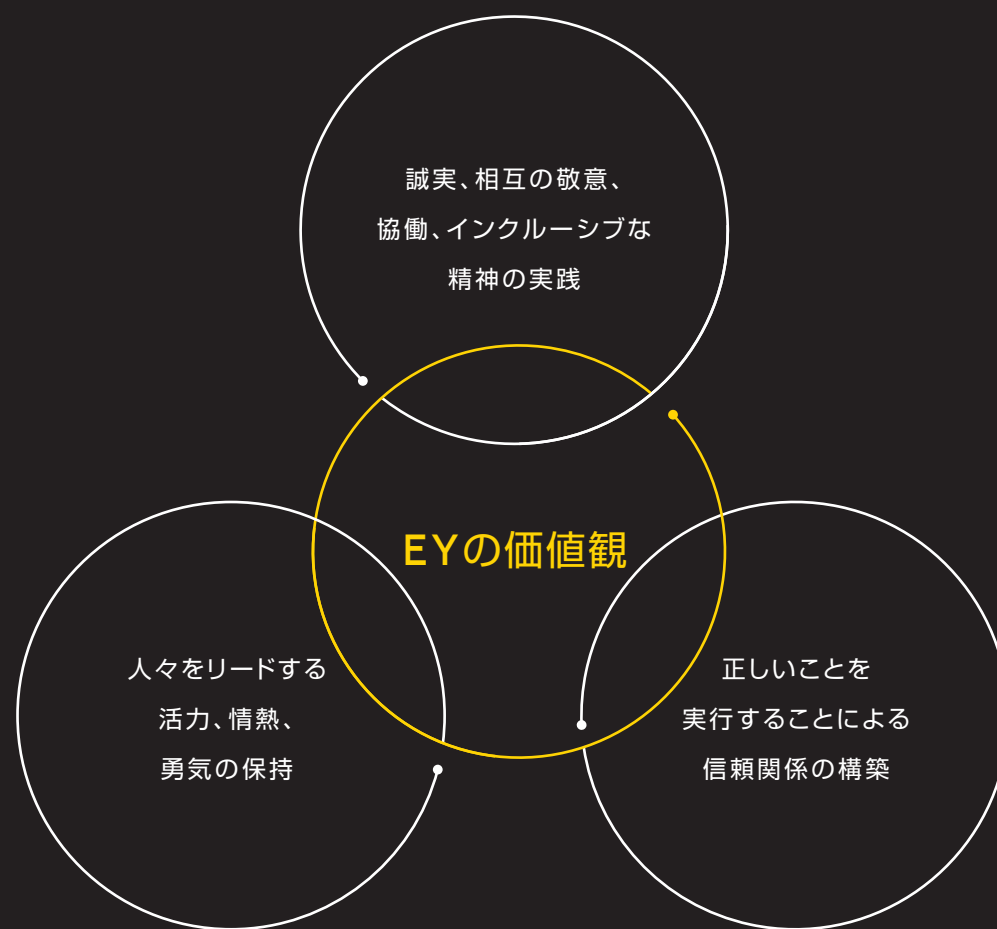 誠実、相互の敬意、
協働、インクルーシブな
精神の実践
EYの価値観
人々をリードする
活力、情熱、
勇気の保持
正しいことを
実行することによる
信頼関係の構築